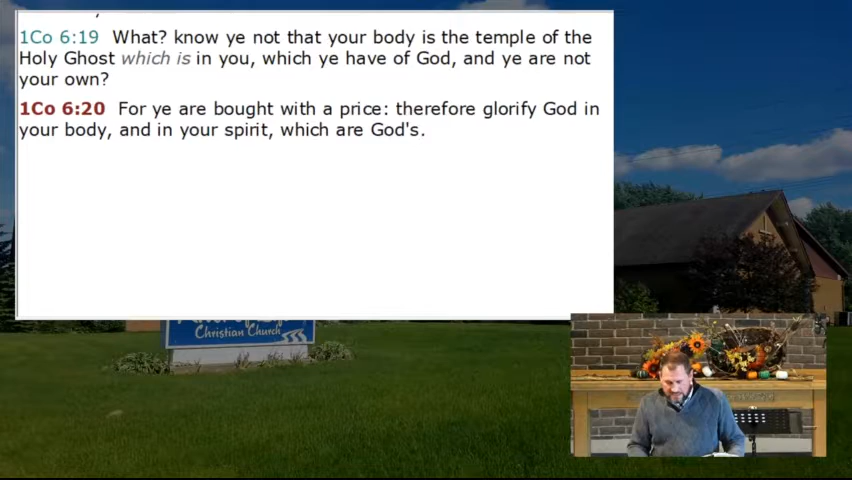 1Co 6:19 What? know ye not that your body is the temple of the
Holy Ghost which is in you, which ye have of God, and ye are not
your own?
1Co 6:20 For ye are bought with a price: therefore glorify God in
your body, and in your spirit, which are God's.
Christian Church